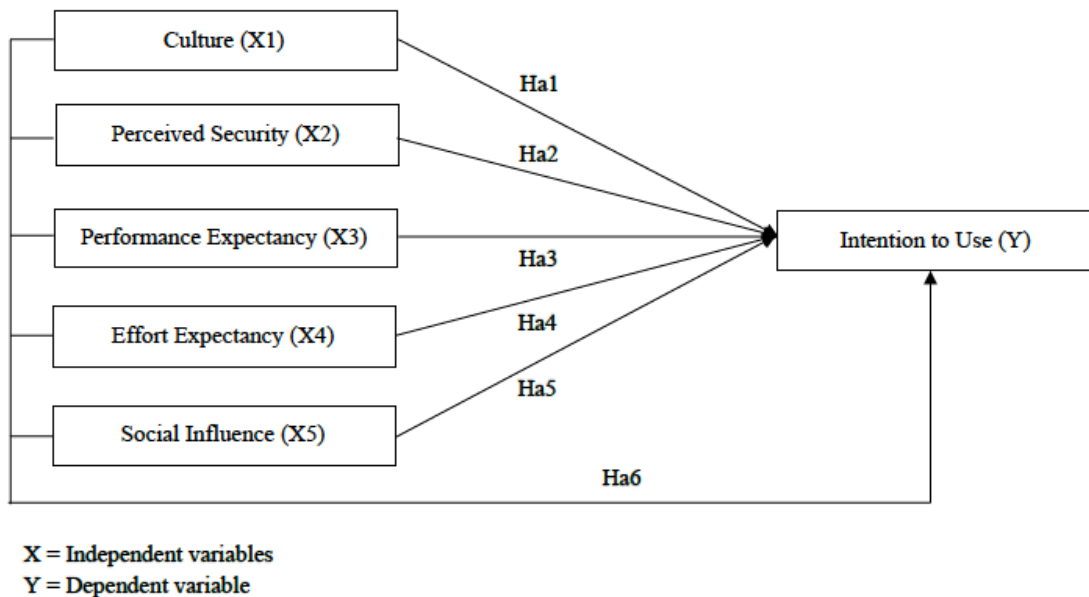 Culture (X1)
Ha1
Perceived Security (X2)
Ha2
Performance Expectancy (X3)
Intention to Use (Y)
Ha3
Effort Expectancy (X4)
Ha4
Ha5
Social Influence (X5)
Ha6
X = Independent variables
Y = Dependent variable